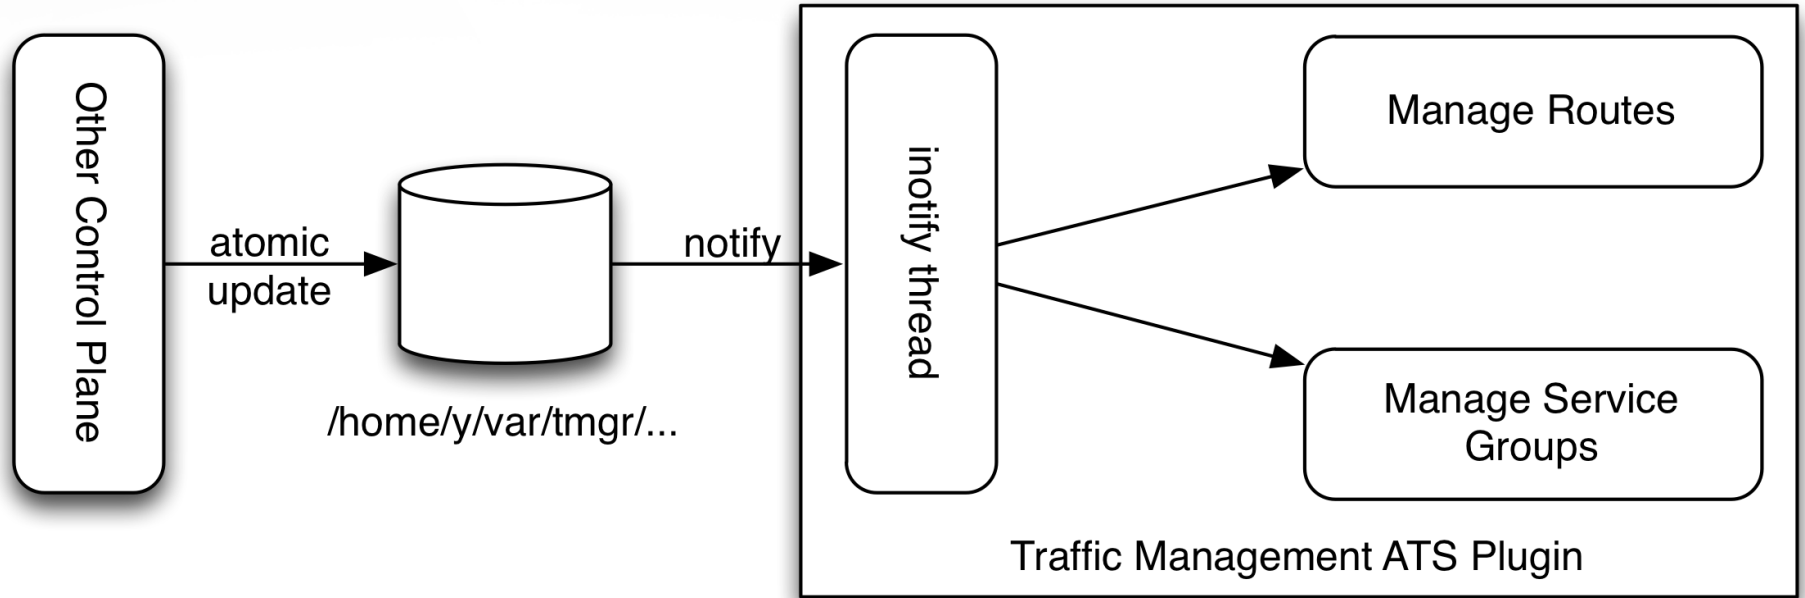 Other Control Plane
atomic
update
/home/y/var/tmgr/...
notify
inotify thread
Manage Routes
Manage Service
Groups
Traffic Management ATS Plugin